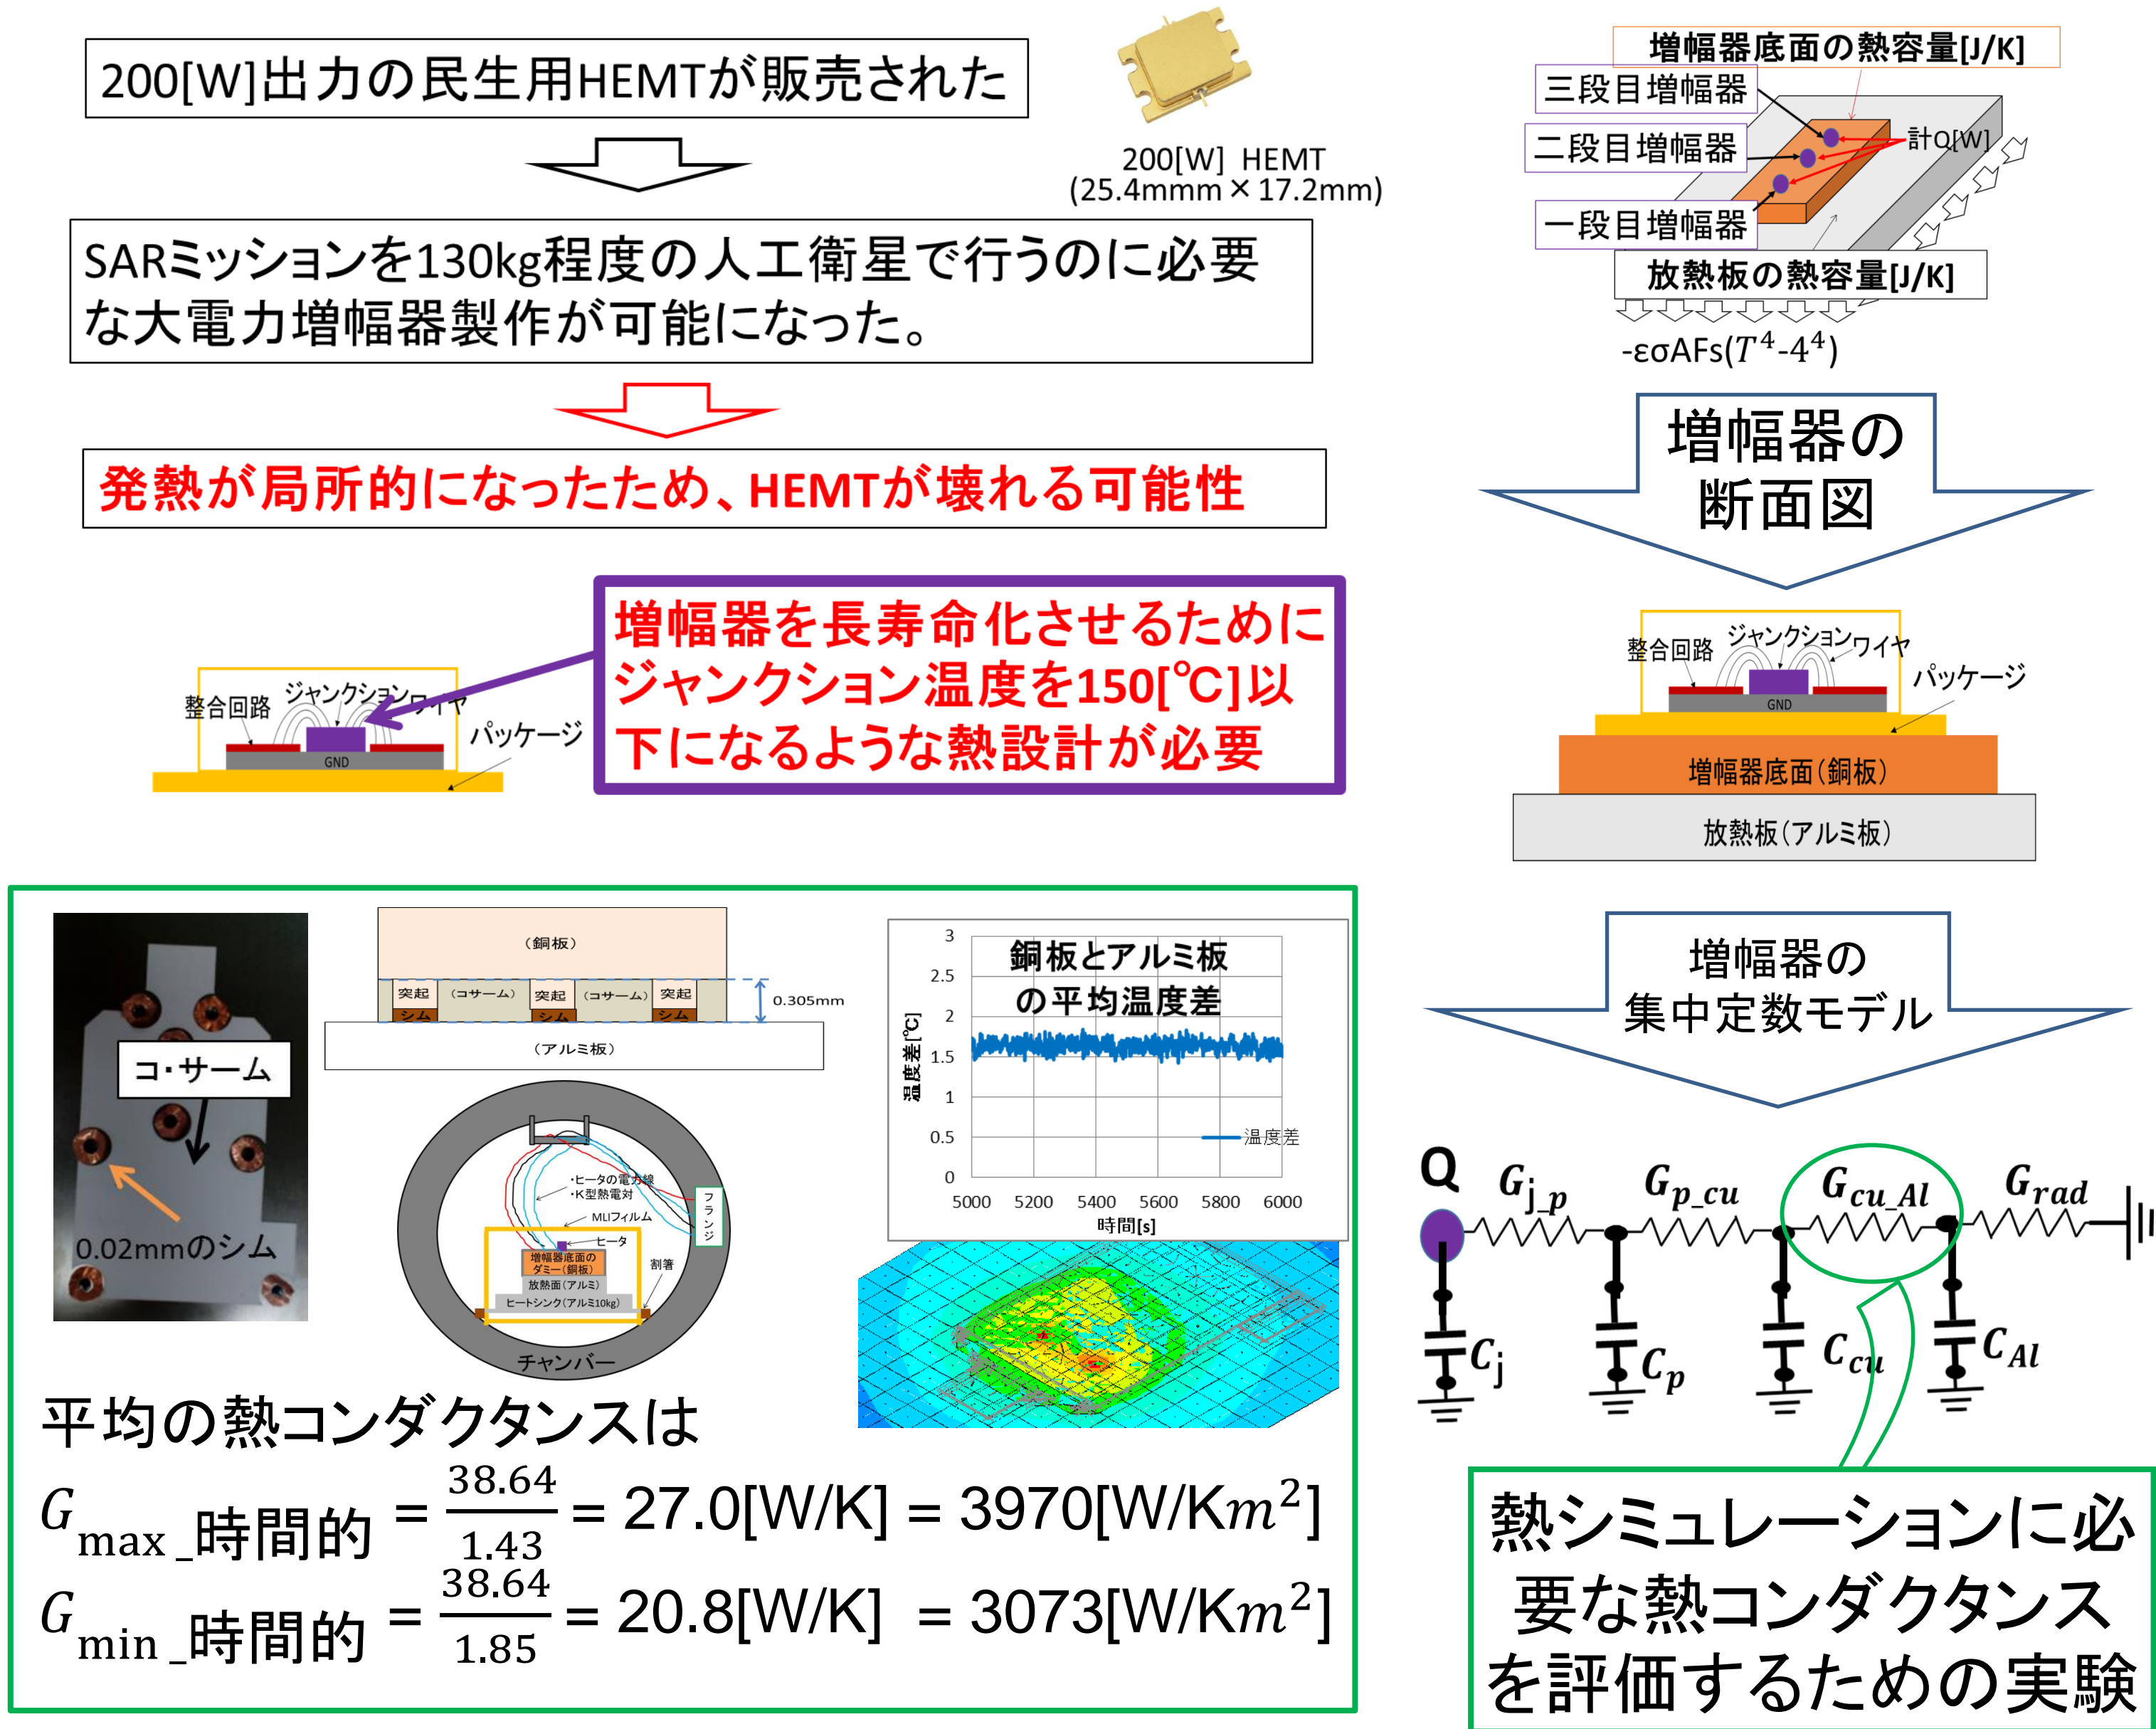 200[W]出力の民生用HEMTが販売された
200[W] HEMT
(25.4mmm×17.2mm)
SARミッションを130kg程度の人工衛星で行うのに必要
な大電力増幅器製作が可能になった。
発熱が局所的になったため、HEMTが壊れる可能性
増幅器を長寿命化させるために
ジャンクション温度を150[℃]以
下になるような熱設計が必要
整合回路
ジャンクション
ワイヤ
パッケージ
GND
増幅器底面の熱容量[J/K]
三段目増幅器
二段目増幅器
一段目増幅器
計Q[W]
放熱板の熱容量[J/K]
-εσAFs(T⁴-4⁴)
増幅器の
断面図
整合回路
ジャンクション
ワイヤ
パッケージ
GND
増幅器底面(銅板)
放熱板(アルミ板)
増幅器の
集中定数モデル
Q
G_j_p
G_p_cu
G_cu_Al
G_rad
C_j
C_p
C_cu
C_Al
熱シミュレーションに必
要な熱コンダクタンス
を評価するための実験
コ・サーム
0.02mmのシム
(銅板)
突起
(コサーム)
突起
(コサーム)
突起
シム
シム
シム
0.305mm
(アルミ板)
・ヒータの電力線
・K型熱電対
フランジ
MLIフィルム
ヒータ
増幅器底面の
ダミー(銅板)
割箸
放熱面(アルミ)
ヒートシンク(アルミ10kg)
チャンバー
銅板とアルミ板
の平均温度差
温度差[℃]
3
2.5
2
1.5
1
0.5
0
温度差
5000 5200 5400 5600 5800 6000
時間[s]
平均の熱コンダクタンスは
G_max_時間的 = 38.64/1.43 = 27.0[W/K] = 3970[W/Km²]
G_min_時間的 = 38.64/1.85 = 20.8[W/K] = 3073[W/Km²]